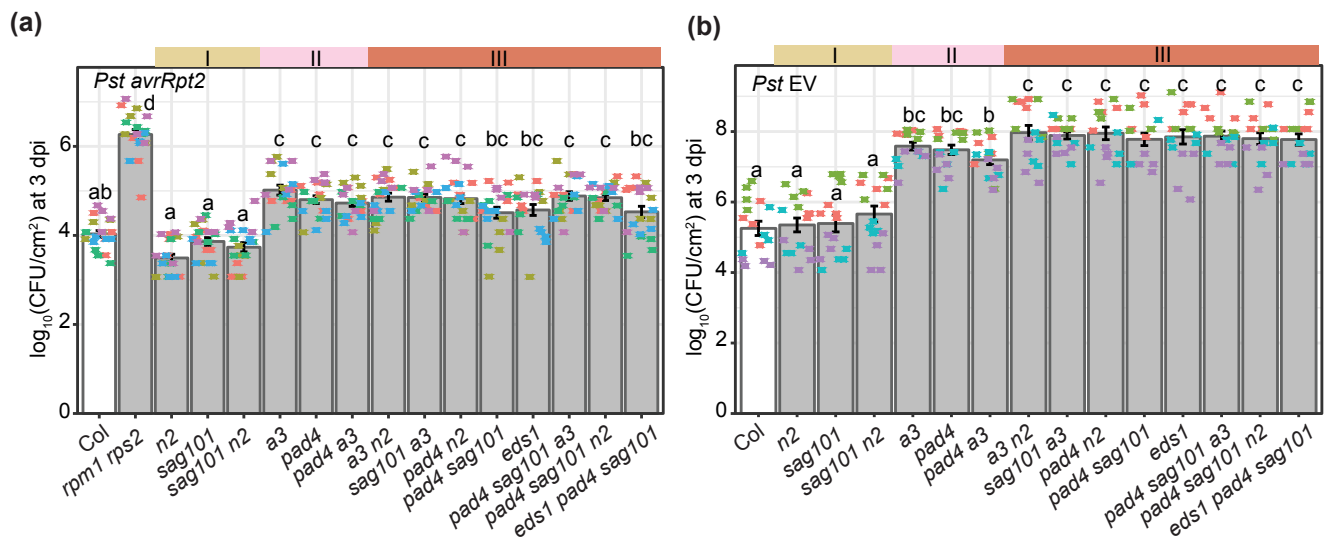 (a)
I II III
Pst avrRpt2
log₁₀(CFU/cm²) at 3 dpi
6
4
2
0
ab d a a a c c c c c c bc bc c c bc
Col
rpm1 rps2
n2
sag101
sag101 n2
a3
pad4
pad4 a3
a3 n2
sag101 a3
pad4 n2
pad4 sag101
eds1
pad4 sag101 a3
pad4 sag101 n2
eds1 pad4 sag101
(b)
I II III
Pst EV
log₁₀(CFU/cm²) at 3 dpi
8
6
4
2
0
a a a a bc bc b c c c c c c c c
Col
n2
sag101
sag101 n2
a3
pad4
pad4 a3
a3 n2
sag101 a3
pad4 n2
pad4 sag101
eds1
pad4 sag101 a3
pad4 sag101 n2
eds1 pad4 sag101